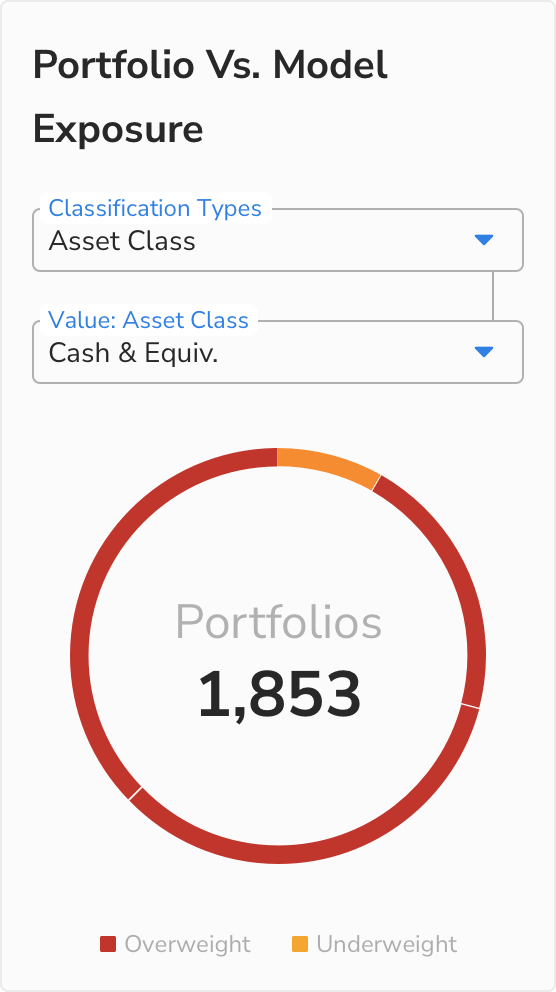 Portfolio Vs. Model
Exposure
Classification Types
Asset Class
Value: Asset Class
Cash & Equiv.
Portfolios
1,853
Overweight
Underweight